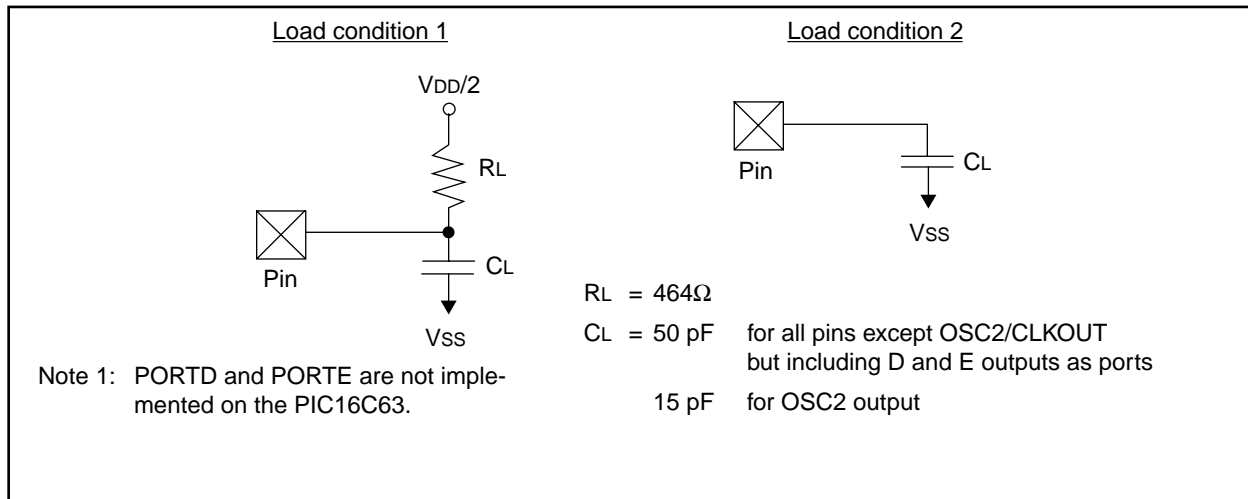 Load condition 1
VDD/2
RL
Pin
CL
VSS
Note 1: PORTD and PORTE are not imple-
mented on the PIC16C63.
Load condition 2
Pin
CL
VSS
RL = 464Ω
CL = 50 pF for all pins except OSC2/CLKOUT
but including D and E outputs as ports
15 pF for OSC2 output